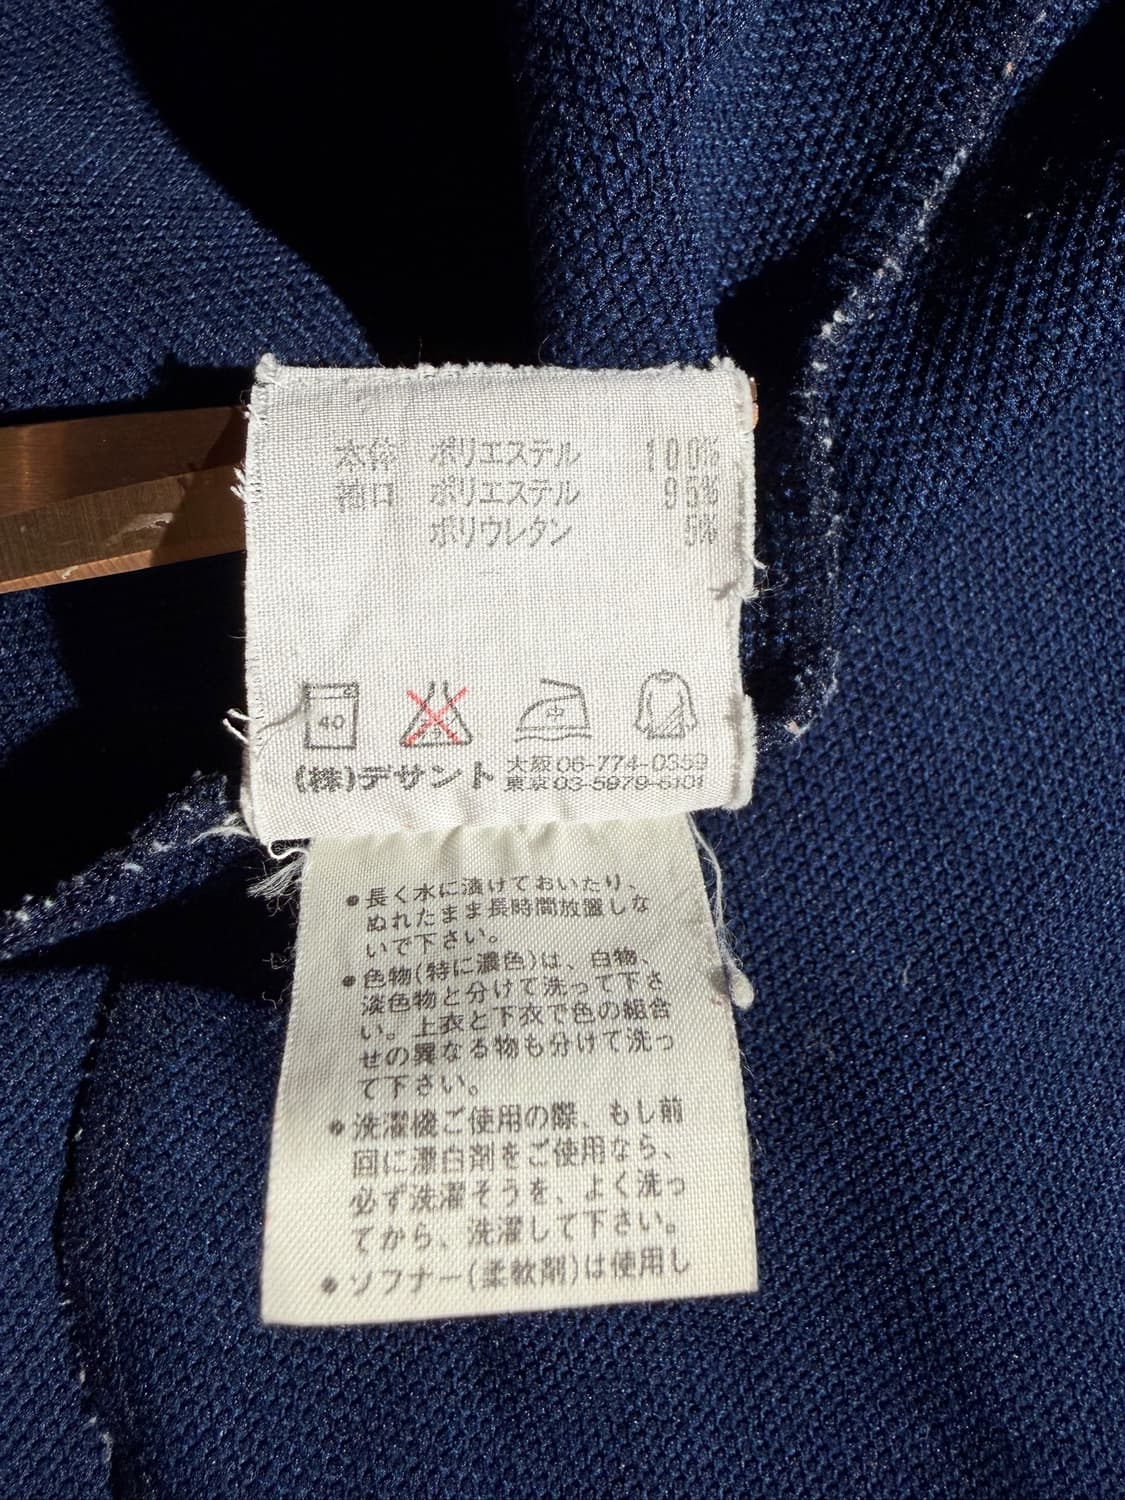 本体 ポリエステル 100%
袖口 ポリエステル 95%
ポリウレタン 5%
40
(株)デサント 大阪06-774-0359
東京03-5979-6101
●長く水に漬けておいたり、
ぬれたまま長時間放置しな
いで下さい。
●色物(特に濃色)は、白物、
淡色物と分けて洗って下さ
い。上衣と下衣で色の組合
せの異なる物も分けて洗っ
て下さい。
●洗濯機ご使用の際、もし前
回に漂白剤をご使用なら、
必ず洗濯そうを、よく洗っ
てから、洗濯して下さい。
●ソフナー(柔軟剤)は使用し